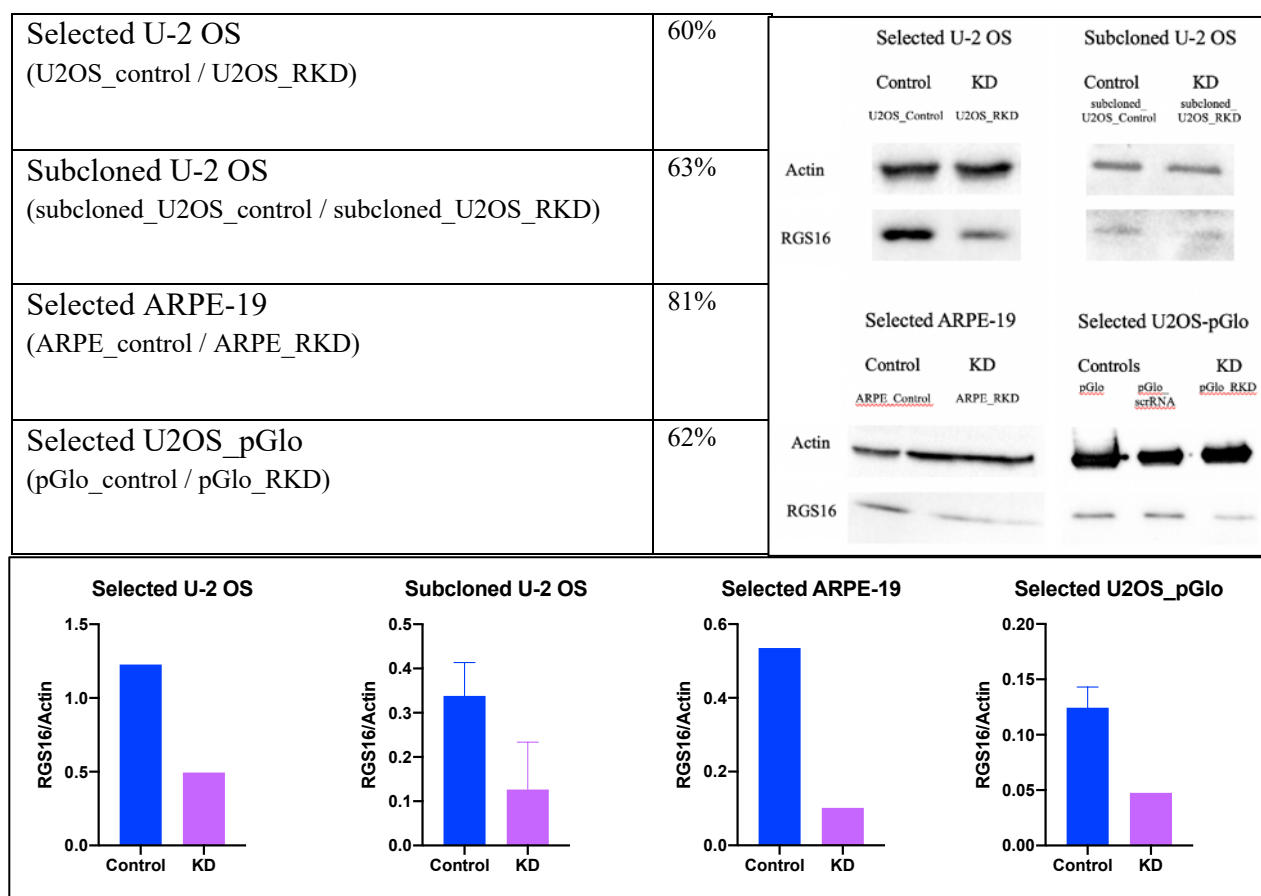 Selected U-2 OS
(U2OS_control / U2OS_RKD)
60%
Subcloned U-2 OS
(subcloned_U2OS_control / subcloned_U2OS_RKD)
63%
Selected ARPE-19
(ARPE_control / ARPE_RKD)
81%
Selected U2OS_pGlo
(pGlo_control / pGlo_RKD)
62%
Selected U-2 OS
Control KD
U2OS_Control U2OS_RKD
Subcloned U-2 OS
Control KD
subcloned_ subcloned_
U2OS_Control U2OS_RKD
Actin
RGS16
Selected ARPE-19
Control KD
ARPE_Control ARPE_RKD
Selected U2OS-pGlo
Controls KD
pGlo pGlo_ pGlo_RKD
scrRNA
Actin
RGS16
Selected U-2 OS
RGS16/Actin
1.5
1.0
0.5
0.0
Control KD
Subcloned U-2 OS
RGS16/Actin
0.5
0.4
0.3
0.2
0.1
0.0
Control KD
Selected ARPE-19
RGS16/Actin
0.6
0.4
0.2
0.0
Control KD
Selected U2OS_pGlo
RGS16/Actin
0.20
0.15
0.10
0.05
0.00
Control KD